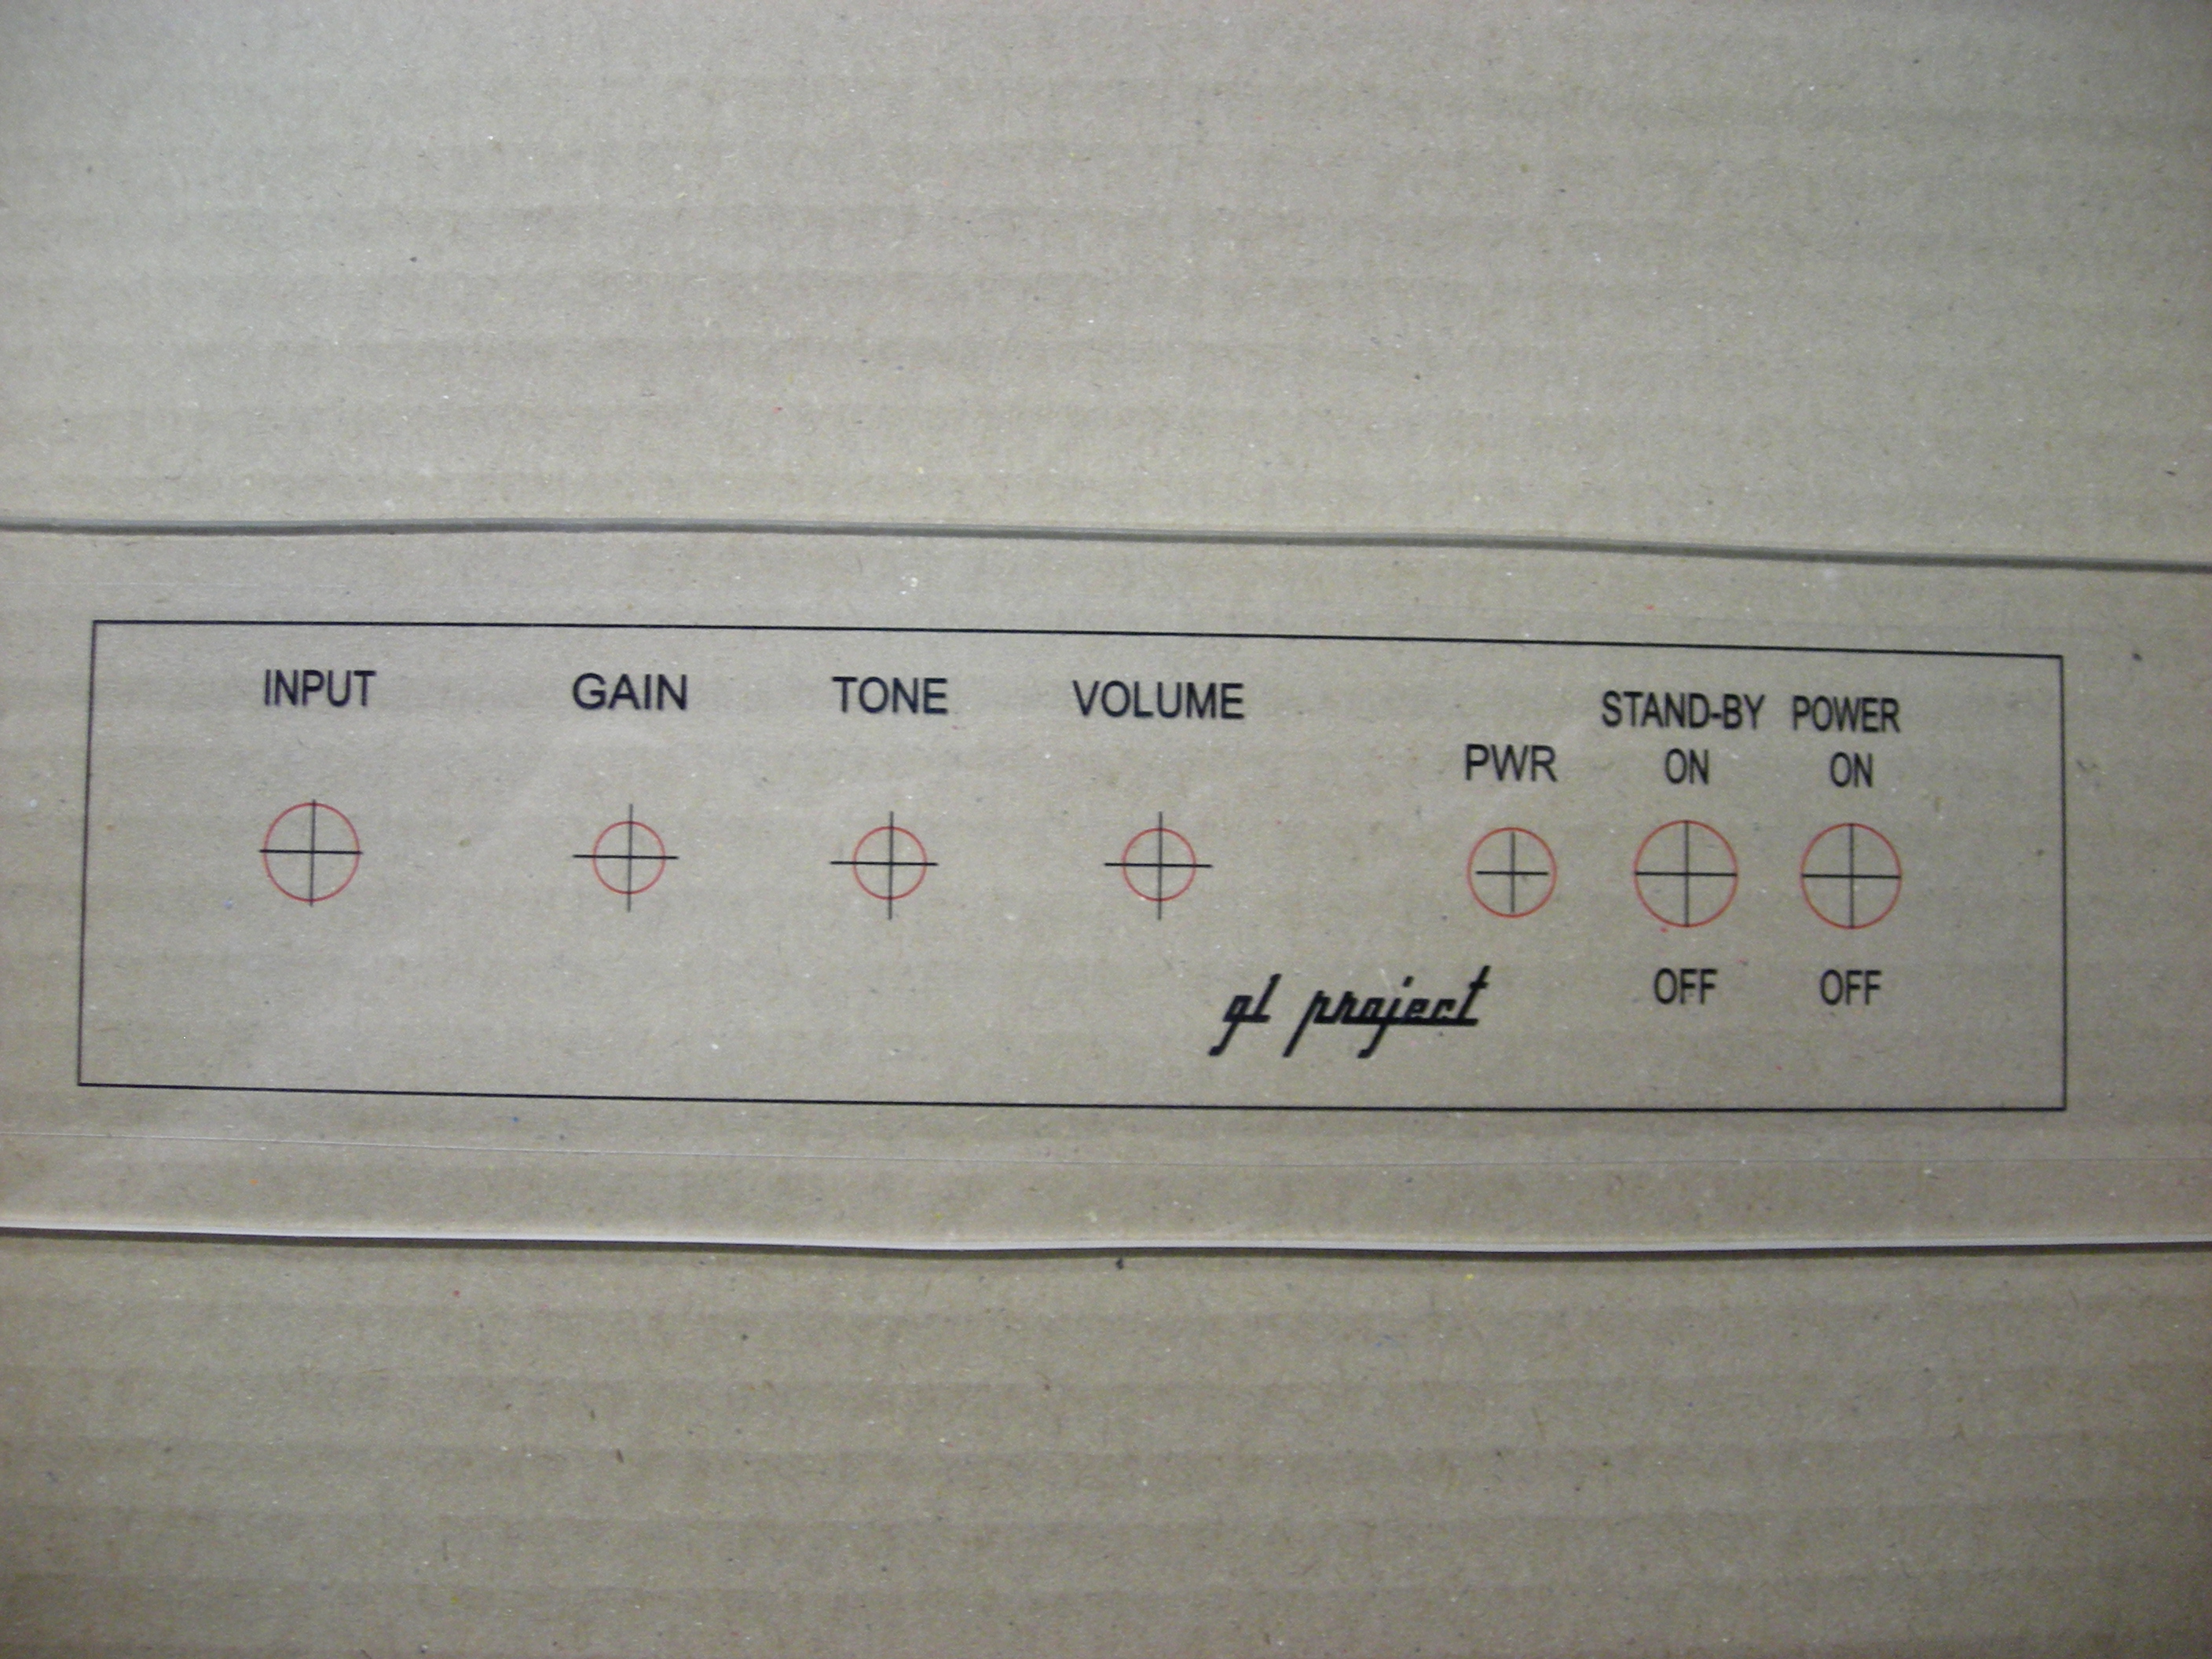 INPUT GAIN TONE VOLUME
PWR
STAND-BY POWER
ON ON
OFF OFF
gl project